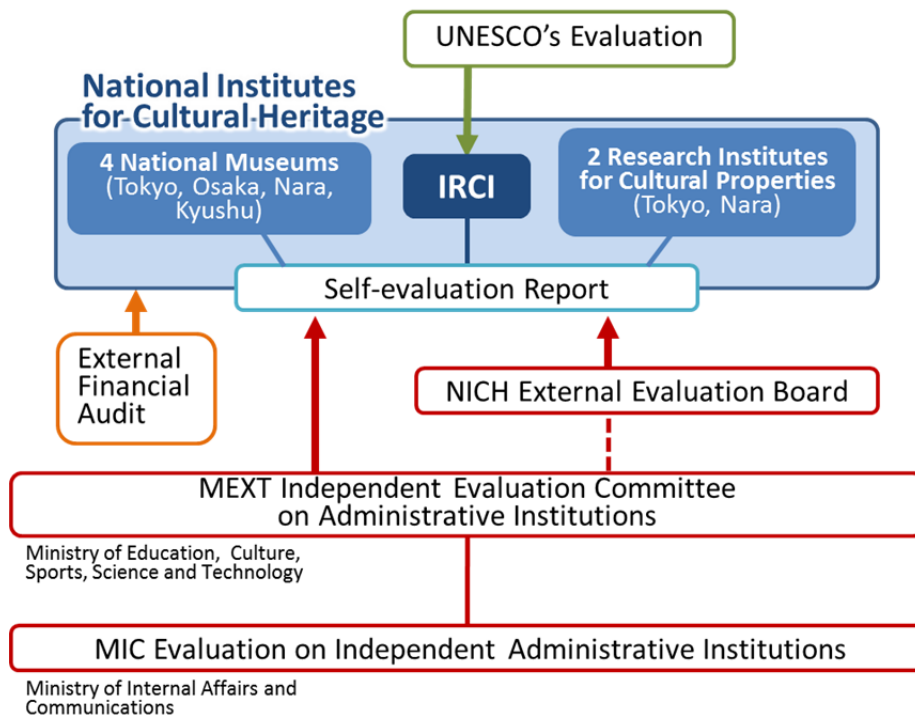 UNESCO's Evaluation
National Institutes
for Cultural Heritage
4 National Museums
(Tokyo, Osaka, Nara,
Kyushu)
IRCI
2 Research Institutes
for Cultural Properties
(Tokyo, Nara)
Self-evaluation Report
External
Financial
Audit
NICH External Evaluation Board
MEXT Independent Evaluation Committee
on Administrative Institutions
Ministry of Education, Culture,
Sports, Science and Technology
MIC Evaluation on Independent Administrative Institutions
Ministry of Internal Affairs and
Communications